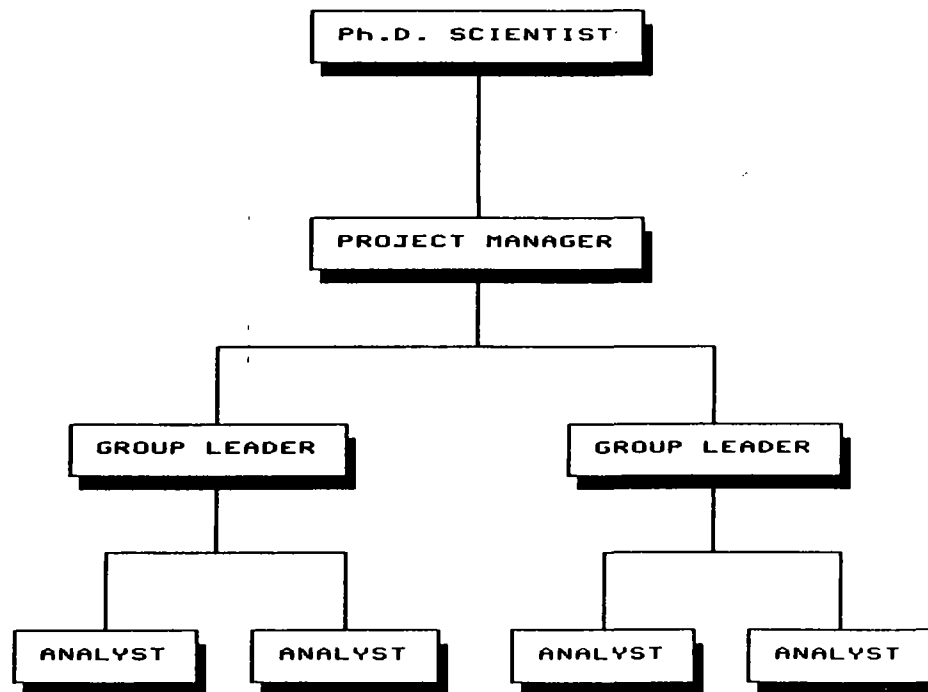 Ph.D. SCIENTIST
PROJECT MANAGER
GROUP LEADER
GROUP LEADER
ANALYST
ANALYST
ANALYST
ANALYST